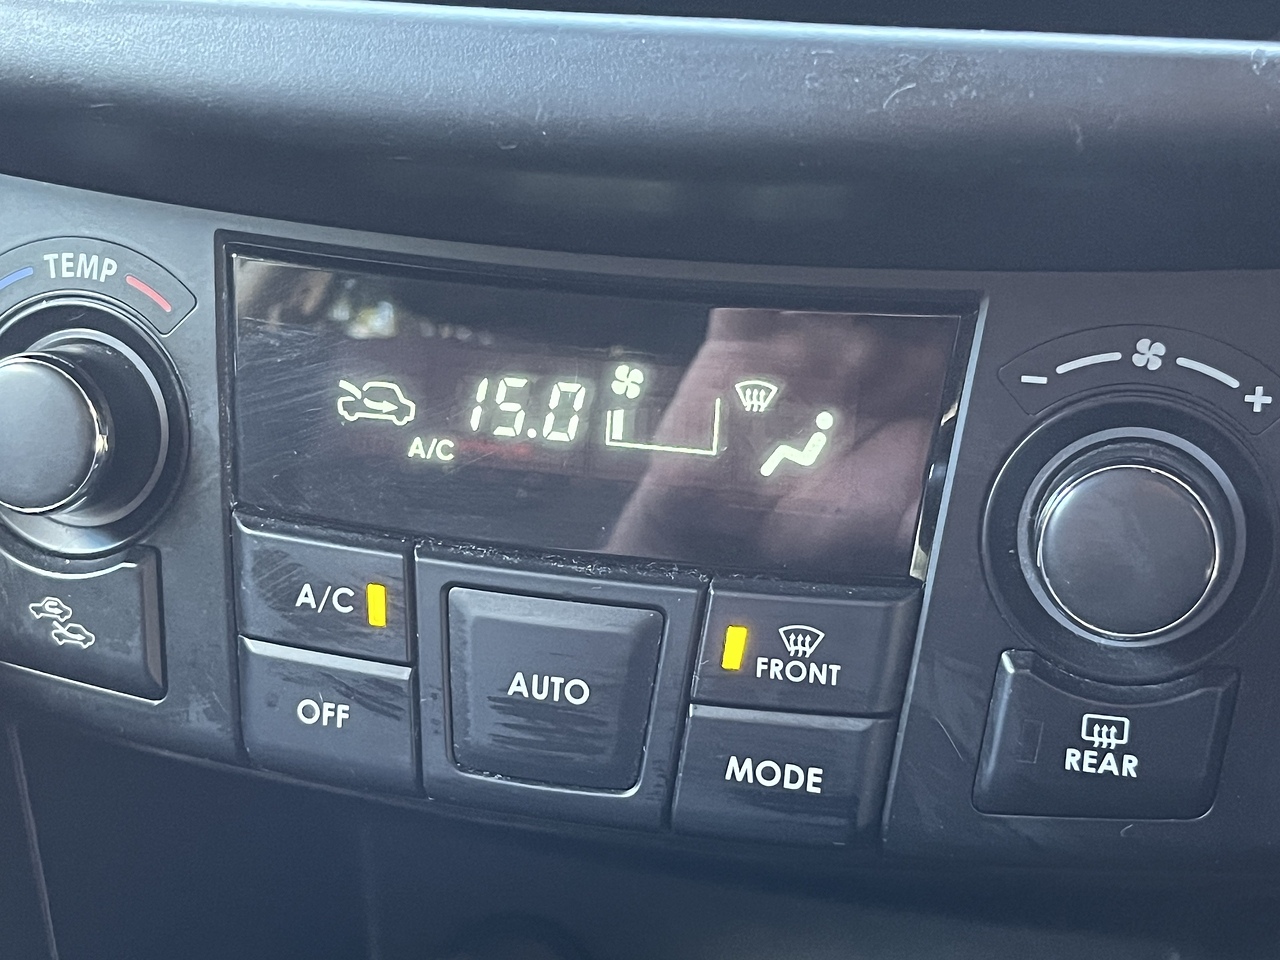 TEMP
15.0
A/C
- +
A/C
OFF
AUTO
FRONT
MODE
REAR